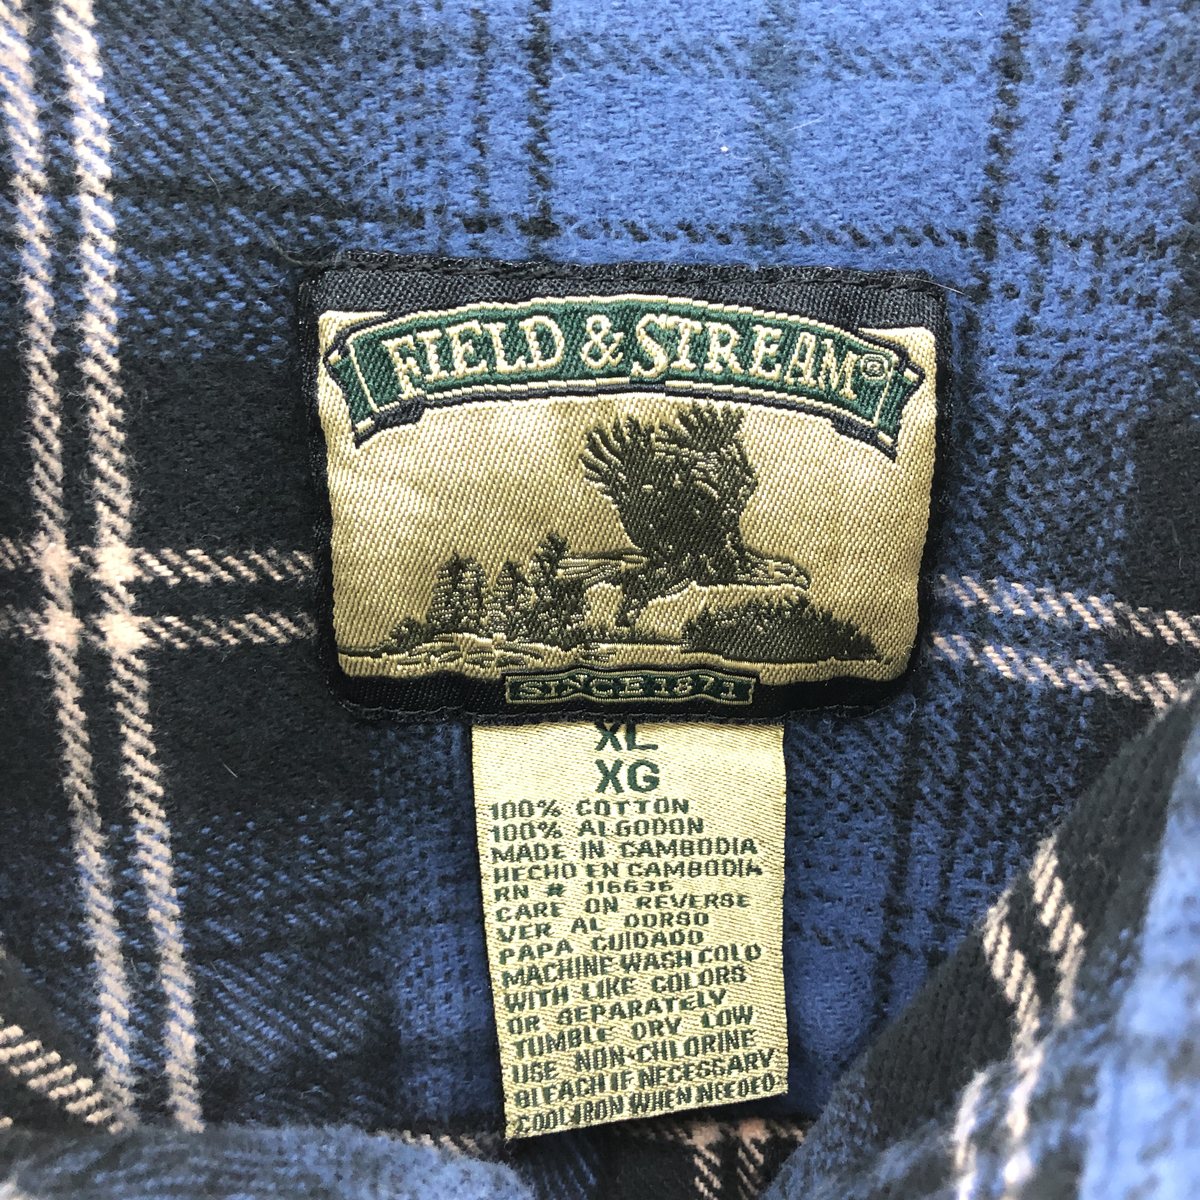 FIELD & STREAM®
SINCE 1871
XL
XG
100% COTTON
100% ALGODON
MADE IN CAMBODIA
HECHO EN CAMBODIA
RN # 116636
CARE ON REVERSE
VER AL DORSO
PAPA CUIDADO
MACHINE WASH COLD
WITH LIKE COLORS
OR SEPARATELY
TUMBLE DRY LOW
USE NON-CHLORINE
BLEACH IF NECESSARY
COOL IRON WHEN NEEDED